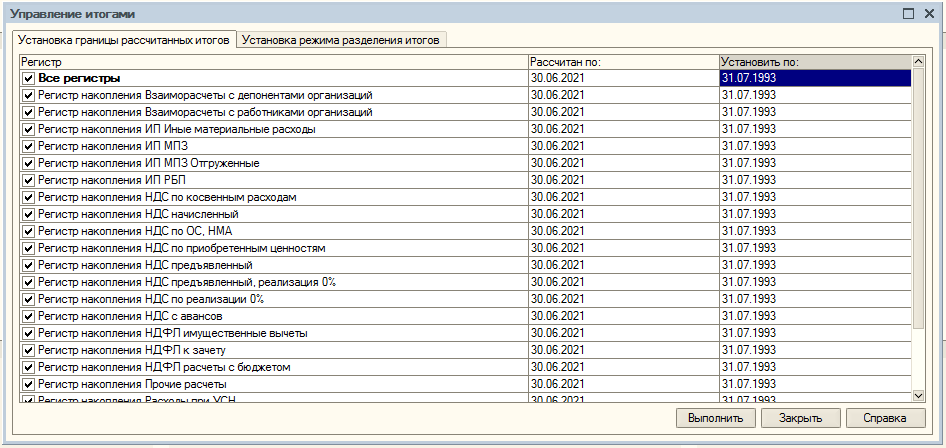 Управление итогами
Установка границы рассчитанных итогов Установка режима разделения итогов
Регистр Рассчитан по: Установить по:
Все регистры 30.06.2021 31.07.1993
Регистр накопления Взаиморасчеты с депонентами организаций 30.06.2021 31.07.1993
Регистр накопления Взаиморасчеты с работниками организаций 30.06.2021 31.07.1993
Регистр накопления ИП Иные материальные расходы 30.06.2021 31.07.1993
Регистр накопления ИП МПЗ 30.06.2021 31.07.1993
Регистр накопления ИП МПЗ Отгруженные 30.06.2021 31.07.1993
Регистр накопления ИП РБП 30.06.2021 31.07.1993
Регистр накопления НДС по косвенным расходам 30.06.2021 31.07.1993
Регистр накопления НДС начисленный 30.06.2021 31.07.1993
Регистр накопления НДС по ОС, НМА 30.06.2021 31.07.1993
Регистр накопления НДС по приобретенным ценностям 30.06.2021 31.07.1993
Регистр накопления НДС предъявленный 30.06.2021 31.07.1993
Регистр накопления НДС предъявленный, реализация 0% 30.06.2021 31.07.1993
Регистр накопления НДС по реализации 0% 30.06.2021 31.07.1993
Регистр накопления НДС с авансов 30.06.2021 31.07.1993
Регистр накопления НДФЛ имущественные вычеты 30.06.2021 31.07.1993
Регистр накопления НДФЛ к зачету 30.06.2021 31.07.1993
Регистр накопления НДФЛ расчеты с бюджетом 30.06.2021 31.07.1993
Регистр накопления Прочие расчеты 30.06.2021 31.07.1993
Регистр накопления Расходы при УСН 30.06.2021 31.07.1993
Выполнить Закрыть Справка